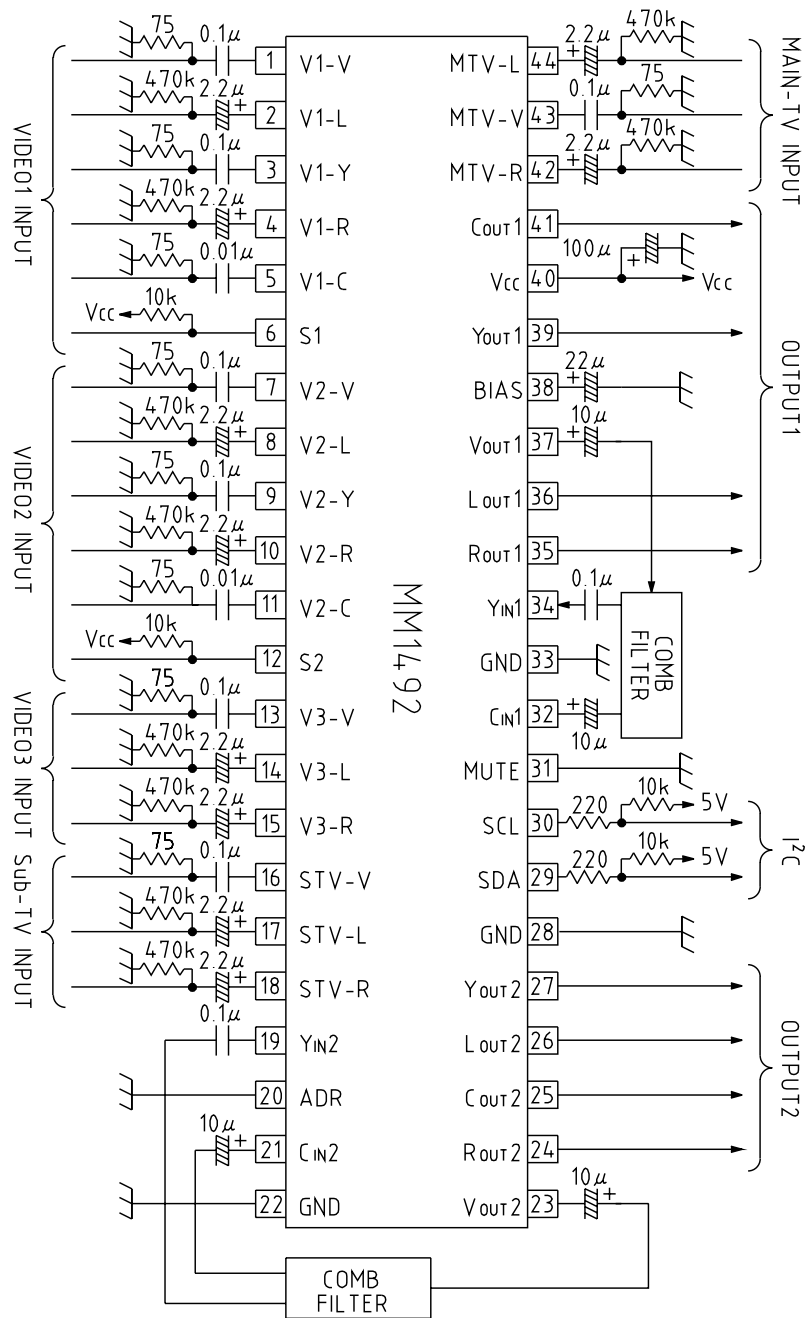 75
0.1μ
1
V1-V
470k
2.2μ
+
2
V1-L
75
0.1μ
3
V1-Y
470k
2.2μ
+
4
V1-R
75
0.01μ
5
V1-C
Vcc
10k
6
S1
VIDEO1 INPUT
75
0.1μ
7
V2-V
470k
2.2μ
+
8
V2-L
75
0.1μ
9
V2-Y
470k
2.2μ
+
10
V2-R
75
0.01μ
11
V2-C
Vcc
10k
12
S2
VIDEO2 INPUT
75
0.1μ
13
V3-V
470k
2.2μ
+
14
V3-L
470k
2.2μ
+
15
V3-R
VIDEO3 INPUT
75
0.1μ
16
STV-V
470k
2.2μ
+
17
STV-L
470k
2.2μ
+
18
STV-R
Sub-TV INPUT
0.1μ
19
YIN2
20
ADR
10μ
+
21
CIN2
22
GND
MM1492
MTV-L
44
2.2μ
+
470k
MTV-V
43
0.1μ
75
MTV-R
42
2.2μ
+
470k
MAIN-TV INPUT
COUT1
41
Vcc
40
100μ
+
Vcc
YOUT1
39
BIAS
38
22μ
+
VOUT1
37
10μ
+
LOUT1
36
ROUT1
35
OUTPUT1
YIN1
34
0.1μ
GND
33
CIN1
32
+
10μ
COMB
FILTER
MUTE
31
SCL
30
220
10k
5V
SDA
29
220
10k
5V
I²C
GND
28
YOUT2
27
LOUT2
26
COUT2
25
ROUT2
24
OUTPUT2
VOUT2
23
10μ
+
COMB
FILTER